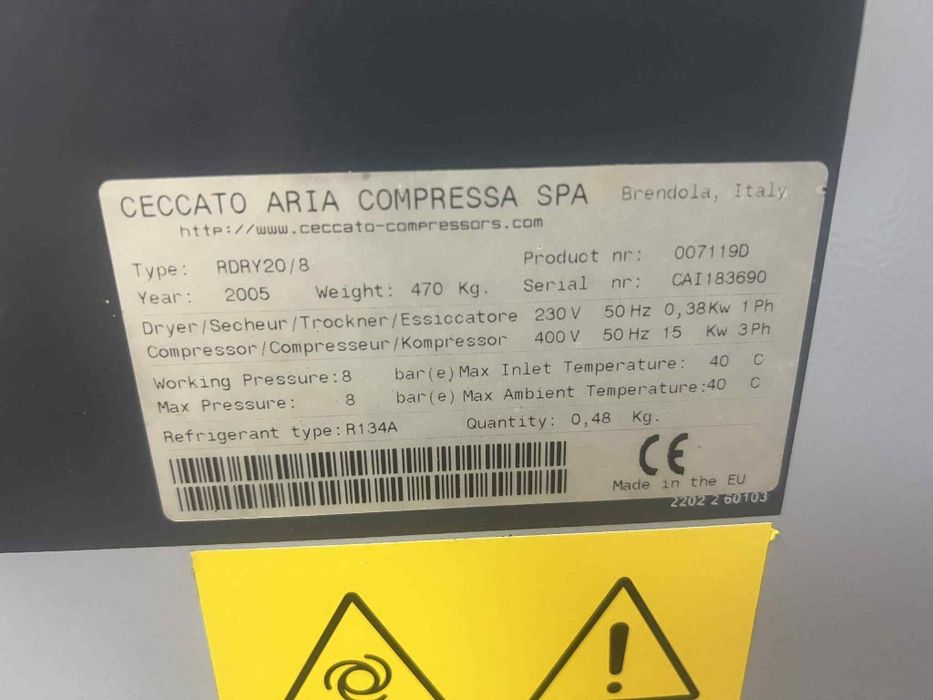 CECCATO ARIA COMPRESSA SPA Brendola, Italy
http://www.ceccato-compressors.com
Type: RDRY20/8 Product nr: 007119D
Year: 2005 Weight: 470 Kg. Serial nr: CAI183690
Dryer/Secheur/Trockner/Essiccatore 230V 50Hz 0,38Kw 1Ph
Compressor/Compresseur/Kompressor 400V 50Hz 15 Kw 3Ph
Working Pressure:8 bar(e) Max Inlet Temperature: 40 C
Max Pressure: 8 bar(e) Max Ambient Temperature:40 C
Refrigerant type:R134A Quantity: 0,48 Kg.
CE
Made in the EU
2202 2 60103